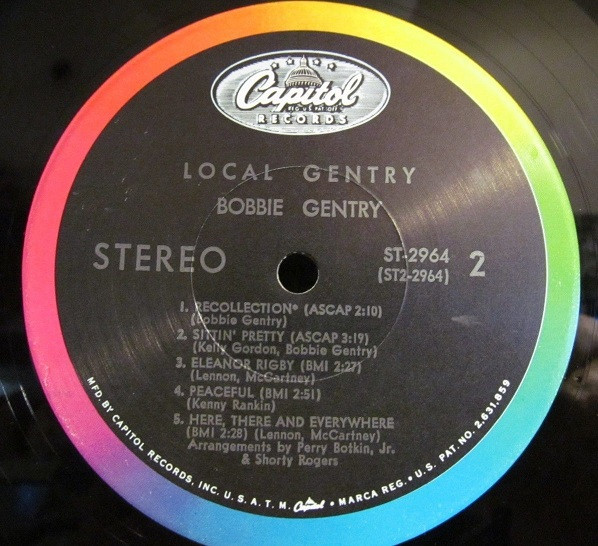 Capitol
REG. U.S. PAT. OFF.
RECORDS
LOCAL GENTRY
BOBBIE GENTRY
STEREO
ST-2964
(ST2-2964)
2
1. RECOLLECTION* (ASCAP 2:10)
(Bobbie Gentry)
2. SITTIN' PRETTY (ASCAP 3:19)
(Kelly Gordon, Bobbie Gentry)
3. ELEANOR RIGBY (BMI 2:27)
(Lennon, McCartney)
4. PEACEFUL (BMI 2:51)
(Kenny Rankin)
5. HERE, THERE AND EVERYWHERE
(BMI 2:28) (Lennon, McCartney)
Arrangements by Perry Botkin, Jr.
& Shorty Rogers
MFD. BY CAPITOL RECORDS, INC. U. S. A. T. M. Capitol • MARCA REG. • U. S. PAT. NO. 2,631,859